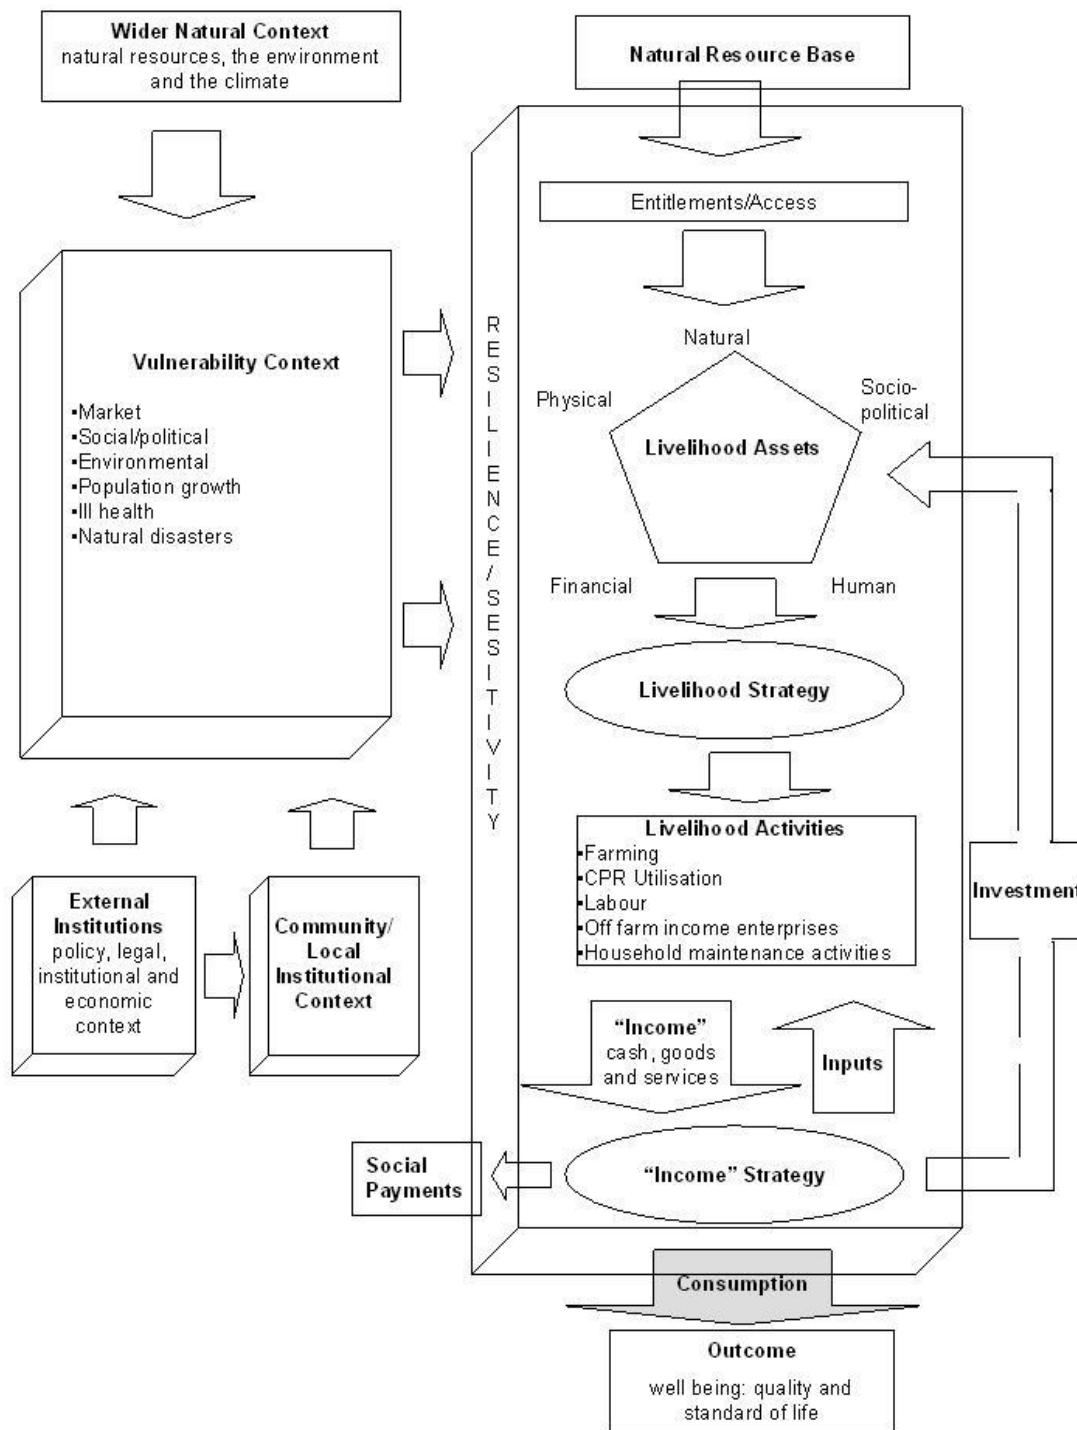 Wider Natural Context
natural resources, the environment
and the climate
Natural Resource Base
Entitlements/Access
Vulnerability Context
▪Market
▪Social/political
▪Environmental
▪Population growth
▪Ill health
▪Natural disasters
RESILLIENCE/SESITIVITY
Natural
Physical
Socio-
political
Livelihood Assets
Financial
Human
Livelihood Strategy
Livelihood Activities
▪Farming
▪CPR Utilisation
▪Labour
▪Off farm income enterprises
▪Household maintenance activities
Investment
External
Institutions
policy, legal,
institutional and
economic
context
Community/
Local
Institutional
Context
“Income”
cash, goods
and services
Inputs
Social
Payments
“Income” Strategy
Consumption
Outcome
well being: quality and
standard of life